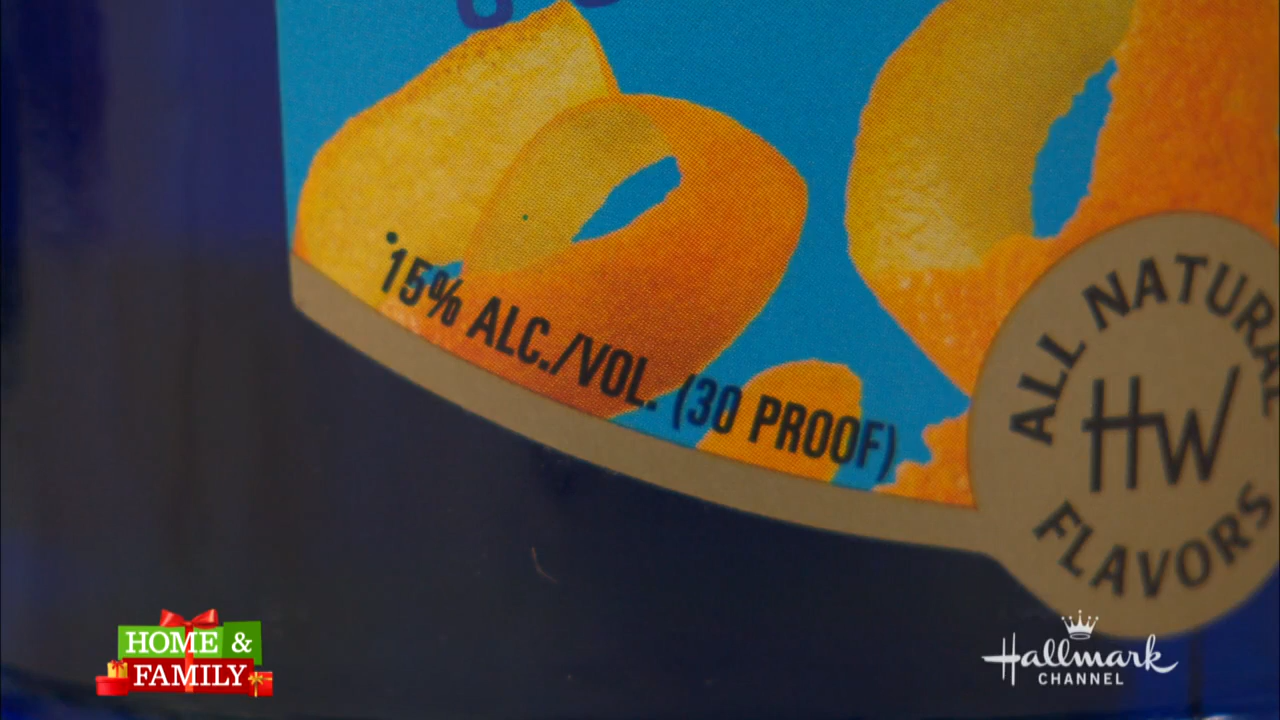 15% ALC./VOL. (30 PROOF)
ALL NATURAL
HW
FLAVORS
HOME &
FAMILY
Hallmark
CHANNEL